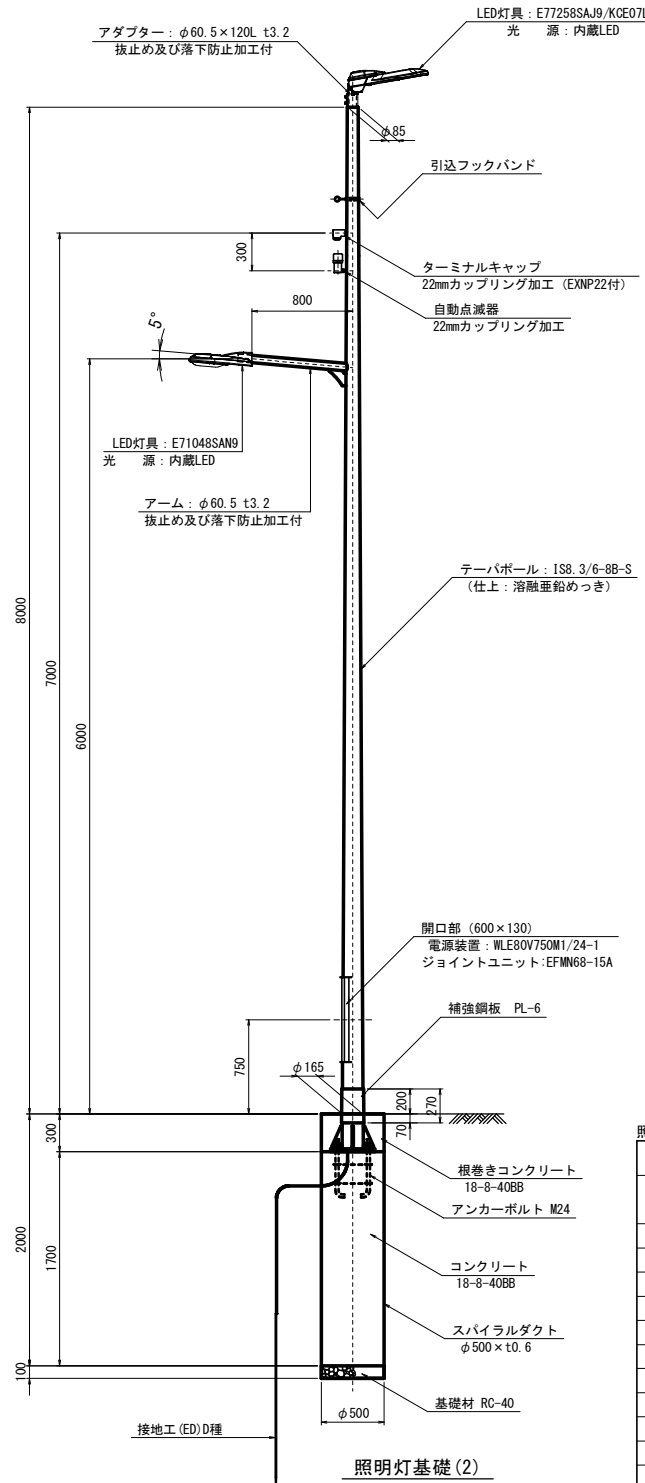 LED灯具：E77258SAJ9/KCE07L
光　　源：内蔵LED
アダプター：φ60.5×120L t3.2
抜止め及び落下防止加工付
φ85
引込フックバンド
300
ターミナルキャップ
22mmカップリング加工（EXNP22付）
自動点滅器
22mmカップリング加工
800
5°
LED灯具：E71048SAN9
光　　源：内蔵LED
アーム：φ60.5 t3.2
抜止め及び落下防止加工付
テーパポール：IS8.3/6-8B-S
（仕上：溶融亜鉛めっき）
8000
7000
6000
開口部（600×130）
電源装置：WLE80V750M1/24-1
ジョイントユニット:EFMN68-15A
補強鋼板　PL-6
750
φ165
200
270
70
300
根巻きコンクリート
18-8-40BB
アンカーボルト M24
2000
1700
コンクリート
18-8-40BB
スパイラルダクト
φ500×t0.6
100
基礎材 RC-40
φ500
接地工(ED)D種
照明灯基礎(2)
照